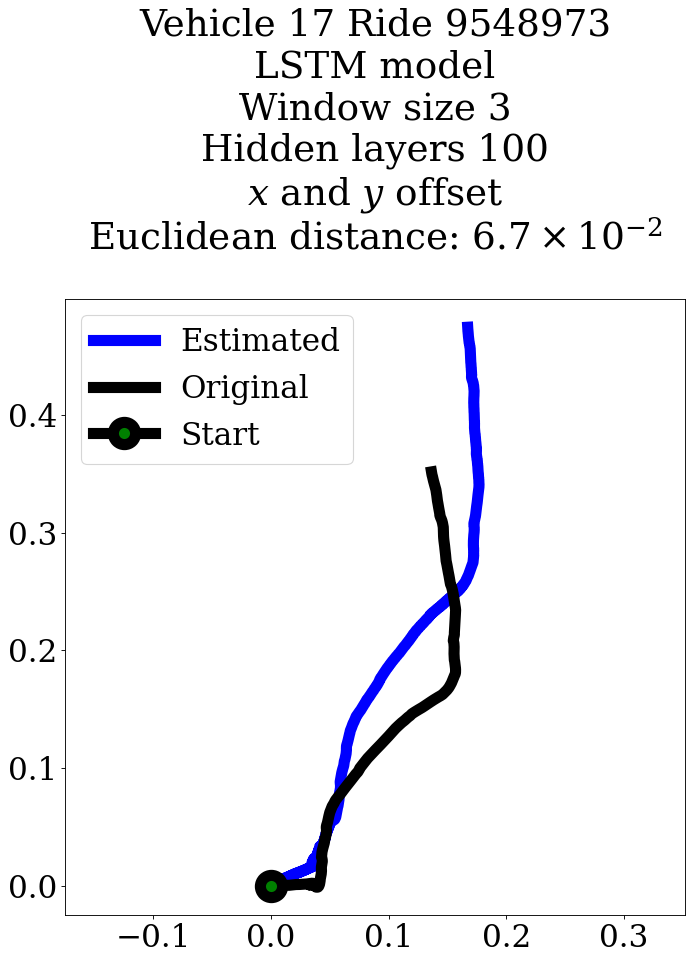 Vehicle 17 Ride 9548973
LSTM model
Window size 3
Hidden layers 100
x and y offset
Euclidean distance: 6.7 × 10⁻²
Estimated
Original
Start
0.4
0.3
0.2
0.1
0.0
−0.1 0.0 0.1 0.2 0.3